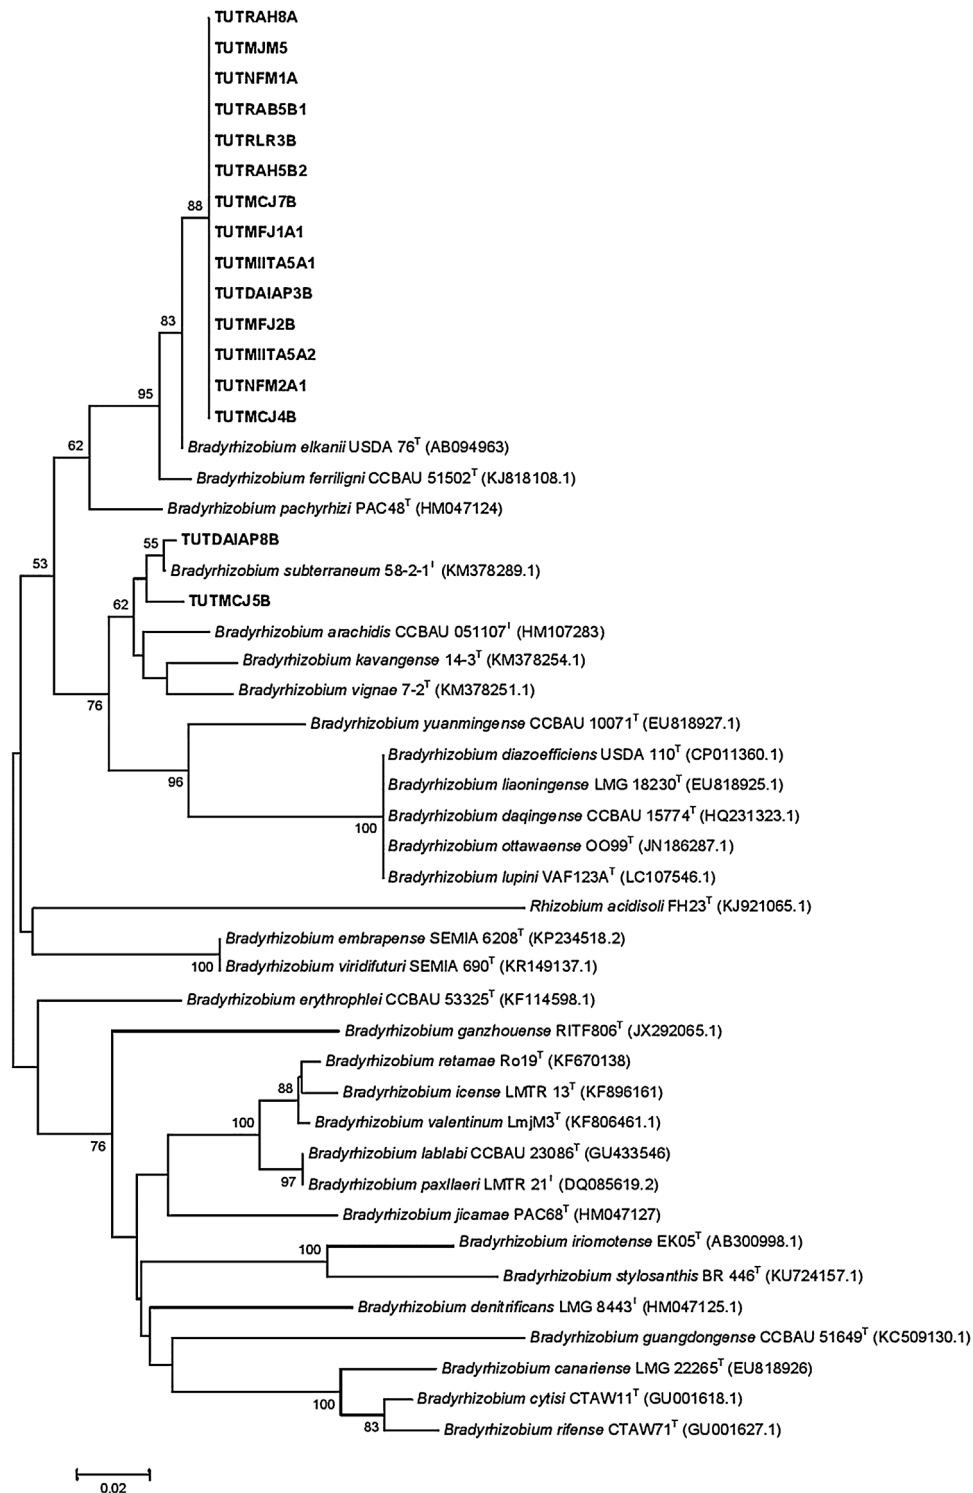 TUTRAH8A
TUTMJM5
TUTNFM1A
TUTRAB5B1
TUTRLR3B
TUTRAH5B2
TUTMCJ7B
88
TUTMFJ1A1
TUTMIITA5A1
TUTDAIAP3B
TUTMFJ2B
83
TUTMIITA5A2
TUTNFM2A1
95
TUTMCJ4B
62
Bradyrhizobium elkanii USDA 76T (AB094963)
Bradyrhizobium ferriligni CCBAU 51502T (KJ818108.1)
Bradyrhizobium pachyrhizi PAC48T (HM047124)
TUTDAIAP8B
55
Bradyrhizobium subterraneum 58-2-1I (KM378289.1)
53
TUTMCJ5B
62
Bradyrhizobium arachidis CCBAU 051107I (HM107283)
Bradyrhizobium kavangense 14-3T (KM378254.1)
Bradyrhizobium vignae 7-2T (KM378251.1)
76
Bradyrhizobium yuanmingense CCBAU 10071T (EU818927.1)
Bradyrhizobium diazoefficiens USDA 110T (CP011360.1)
96
Bradyrhizobium liaoningense LMG 18230T (EU818925.1)
Bradyrhizobium daqingense CCBAU 15774T (HQ231323.1)
100
Bradyrhizobium ottawaense OO99T (JN186287.1)
Bradyrhizobium lupini VAF123AT (LC107546.1)
Rhizobium acidisoli FH23T (KJ921065.1)
Bradyrhizobium embrapense SEMIA 6208T (KP234518.2)
100
Bradyrhizobium viridifuturi SEMIA 690T (KR149137.1)
Bradyrhizobium erythrophlei CCBAU 53325T (KF114598.1)
Bradyrhizobium ganzhouense RITF806T (JX292065.1)
Bradyrhizobium retamae Ro19T (KF670138)
88
Bradyrhizobium icense LMTR 13T (KF896161)
100
Bradyrhizobium valentinum LmjM3T (KF806461.1)
76
Bradyrhizobium lablabi CCBAU 23086T (GU433546)
97
Bradyrhizobium paxllaeri LMTR 21I (DQ085619.2)
Bradyrhizobium jicamae PAC68T (HM047127)
100
Bradyrhizobium iriomotense EK05T (AB300998.1)
Bradyrhizobium stylosanthis BR 446T (KU724157.1)
Bradyrhizobium denitrificans LMG 8443I (HM047125.1)
Bradyrhizobium guangdongense CCBAU 51649T (KC509130.1)
Bradyrhizobium canariense LMG 22265T (EU818926)
100
Bradyrhizobium cytisi CTAW11T (GU001618.1)
83
Bradyrhizobium rifense CTAW71T (GU001627.1)
0.02